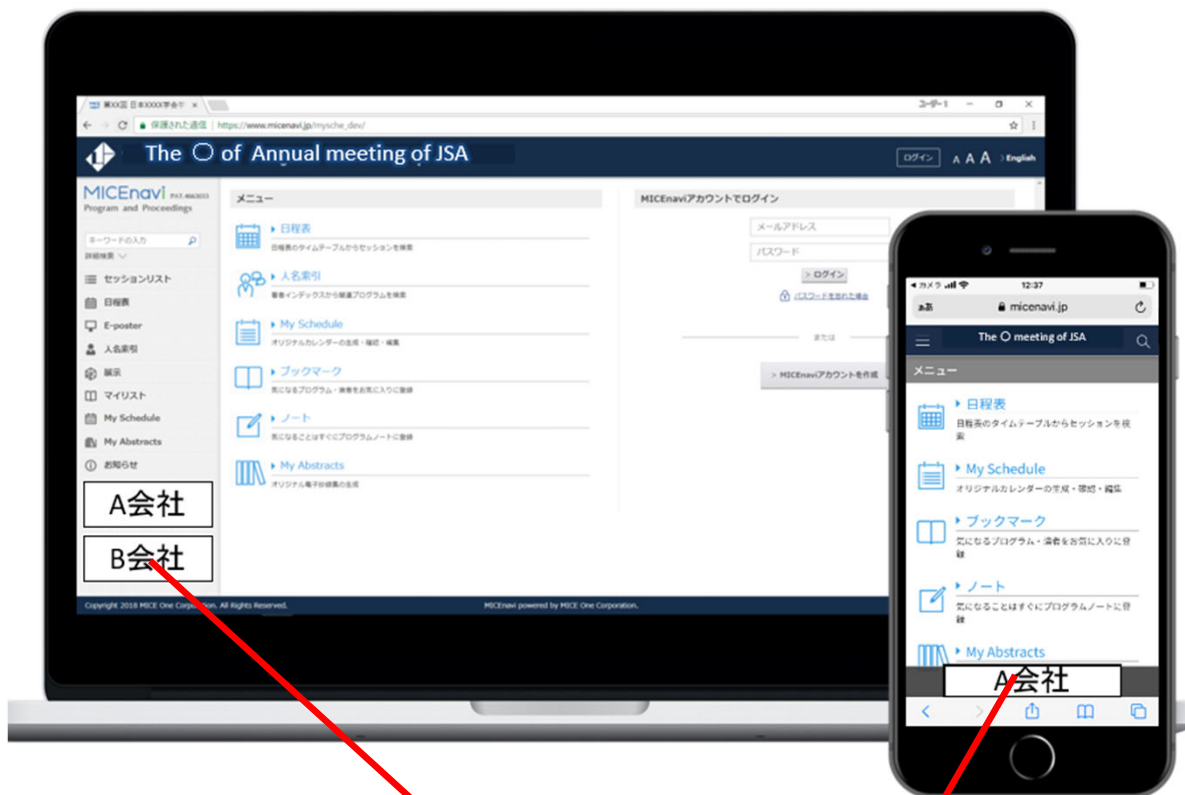 第XX回 日本XXXX学会
ユーザー1
保護された通信 | https://www.micenavi.jp/mysche_dev/
The 〇 of Annual meeting of JSA
ログイン
A A A
English
MICEnavi PAT.4663033
Program and Proceedings
キーワードの入力
詳細検索
セッションリスト
日程表
E-poster
人名索引
展示
マイリスト
My Schedule
My Abstracts
お知らせ
A会社
B会社
メニュー
日程表
日程表のタイムテーブルからセッションを検索
人名索引
著者インデックスから関連プログラムを検索
My Schedule
オリジナルカレンダーの生成・確認・編集
ブックマーク
気になるプログラム・演者をお気に入りに登録
ノート
気になることはすぐにプログラムノートに登録
My Abstracts
オリジナル電子抄録集の生成
MICEnaviアカウントでログイン
メールアドレス
パスワード
> ログイン
パスワードを忘れた場合
または
> MICEnaviアカウントを作成
Copyright 2018 MICE One Corporation. All Rights Reserved.
MICEnavi powered by MICE One Corporation.
カメラ
12:37
ぁあ
micenavi.jp
The 〇 meeting of JSA
メニュー
日程表
日程表のタイムテーブルからセッションを検
索
My Schedule
オリジナルカレンダーの生成・確認・編集
ブックマーク
気になるプログラム・演者をお気に入りに登
録
ノート
気になることはすぐにプログラムノートに登
録
My Abstracts
A会社